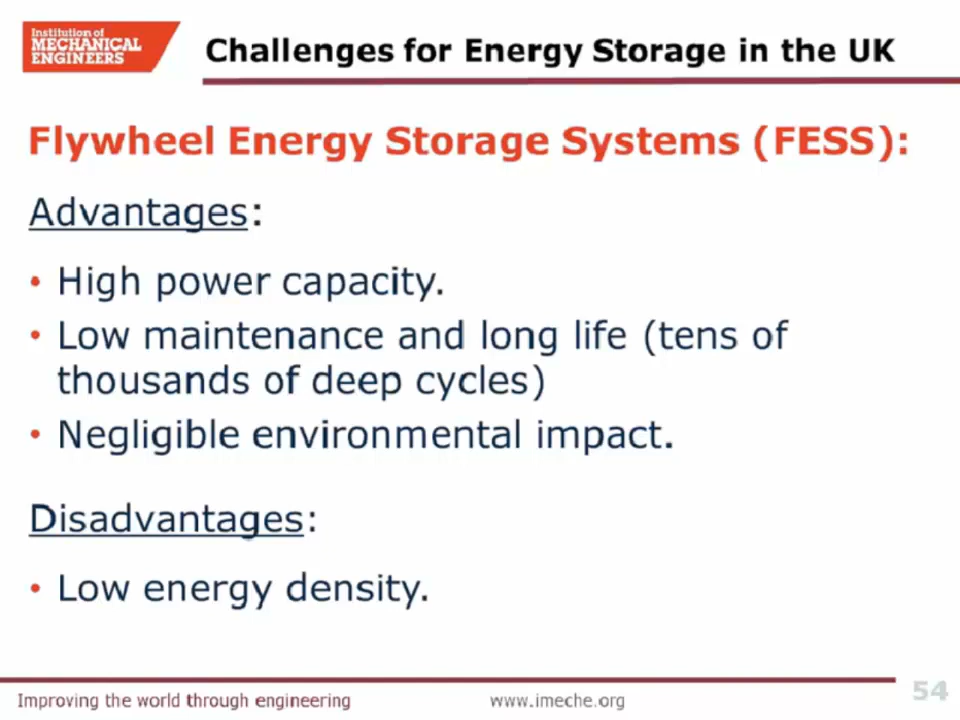 Institution of
MECHANICAL
ENGINEERS
Challenges for Energy Storage in the UK
Flywheel Energy Storage Systems (FESS):
Advantages:
• High power capacity.
• Low maintenance and long life (tens of
thousands of deep cycles)
• Negligible environmental impact.
Disadvantages:
• Low energy density.
Improving the world through engineering
www.imeche.org
54